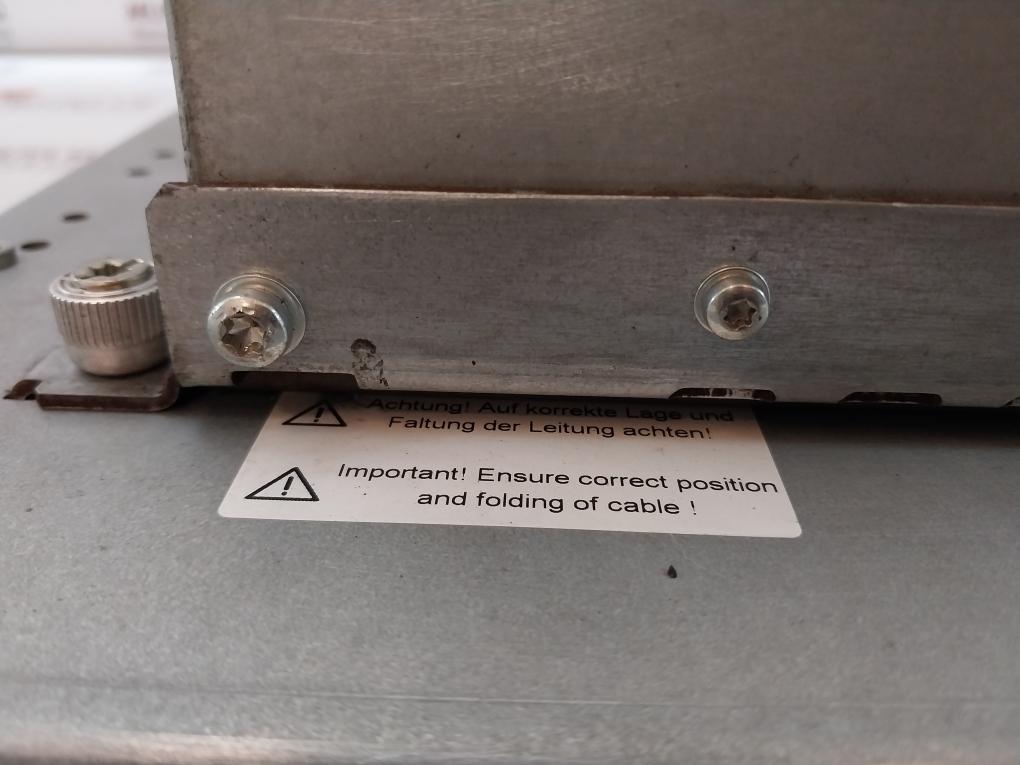 Achtung! Auf korrekte Lage und
Faltung der Leitung achten!
Important! Ensure correct position
and folding of cable !